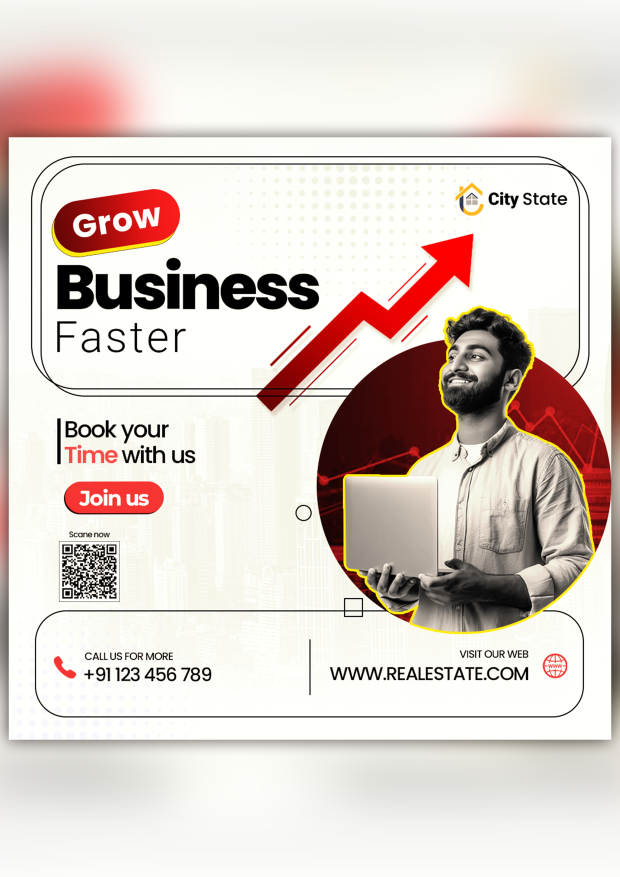 City State
Grow
Business
Faster
Book your
Time with us
Join us
Scane now
CALL US FOR MORE
+91 123 456 789
VISIT OUR WEB
WWW.REALESTATE.COM
WWW